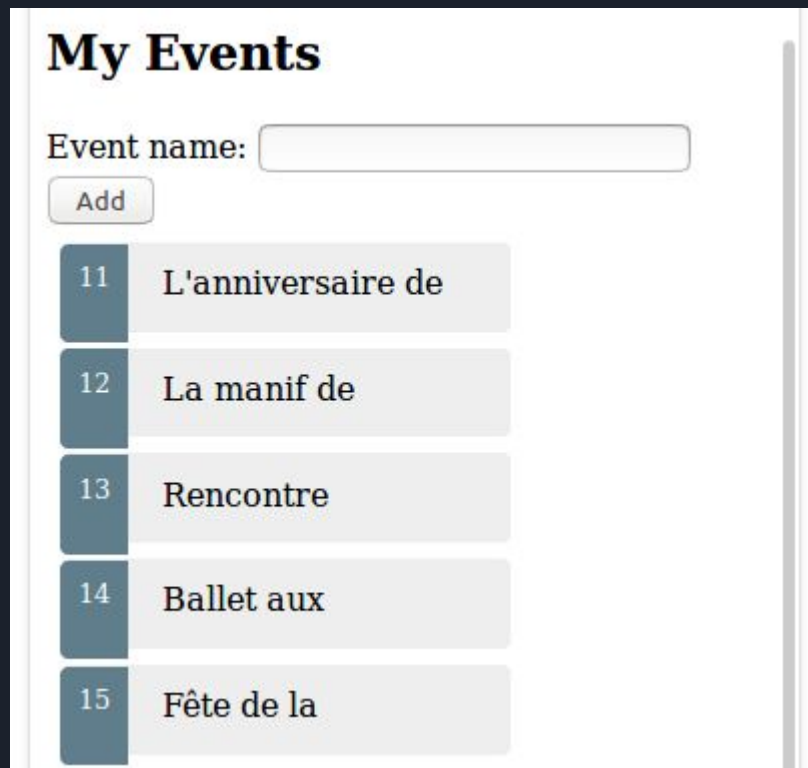 My Events
Event name:
Add
11 L'anniversaire de
12 La manif de
13 Rencontre
14 Ballet aux
15 Fête de la